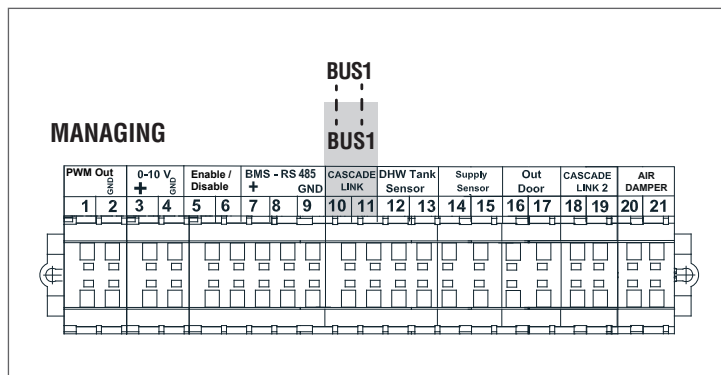 BUS1
BUS1
MANAGING
PWM Out GND 0-10 V + GND Enable / Disable BMS - RS 485 + GND CASCADE LINK DHW Tank Sensor Supply Sensor Out Door CASCADE LINK 2 AIR DAMPER
1 2 3 4 5 6 7 8 9 10 11 12 13 14 15 16 17 18 19 20 21